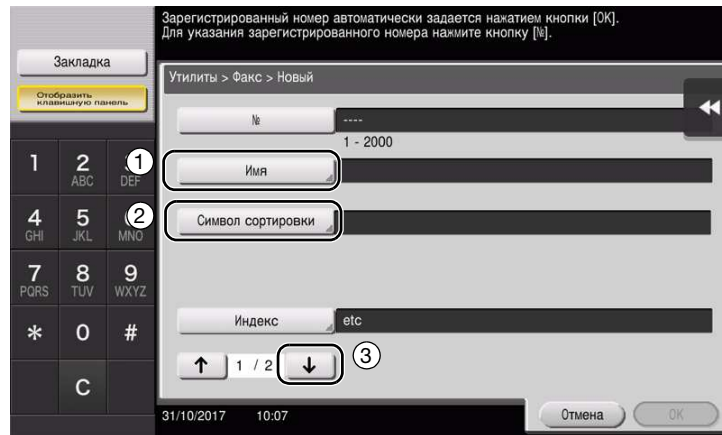 Зарегистрированный номер автоматически задается нажатием кнопки [OK].
Для указания зарегистрированного номера нажмите кнопку [№].
Закладка
Отобразить
клавишную панель
Утилиты > Факс > Новый
№
----
1 - 2000
1
2
ABC
DEF
1
Имя
4
GHI
5
JKL
MNO
2
Символ сортировки
7
PQRS
8
TUV
9
WXYZ
Индекс
etc
*
0
#
↑ 1 / 2 ↓
3
C
31/10/2017 10:07
Отмена
OK